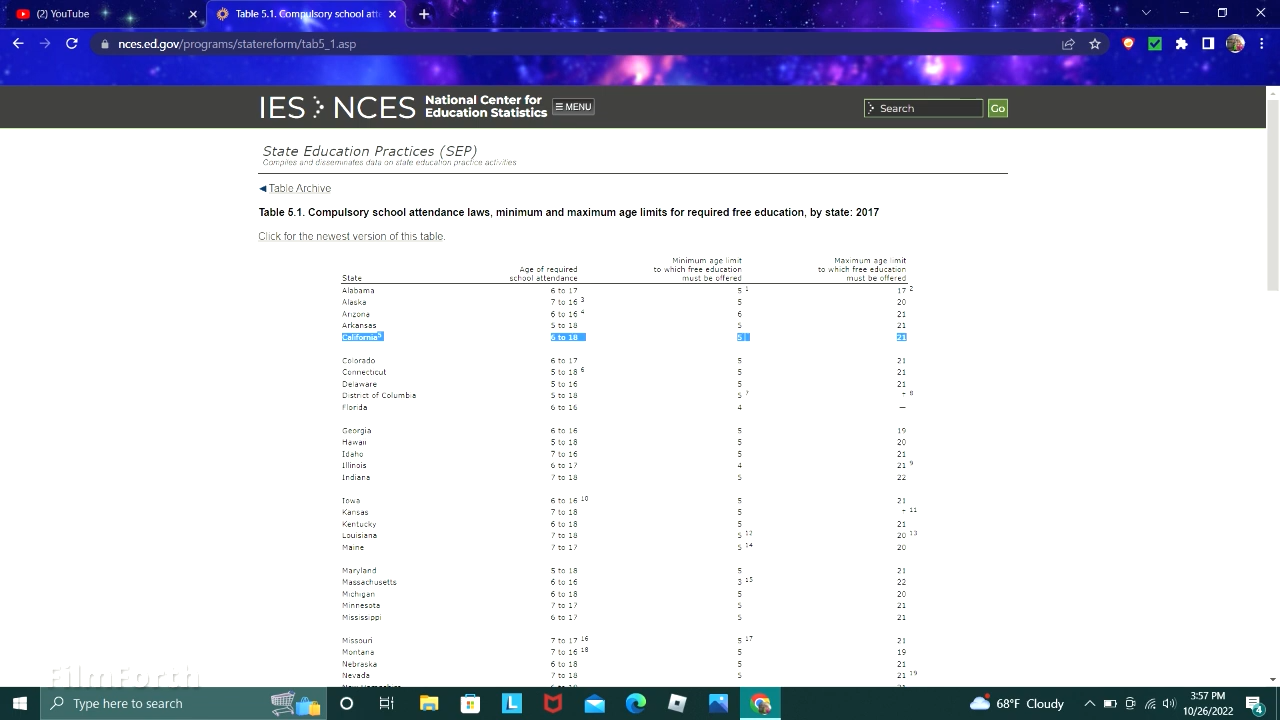 (2) YouTube
Table 5.1. Compulsory school att
nces.ed.gov/programs/statereform/tab5_1.asp
IES NCES National Center for Education Statistics
MENU
Search
Go
State Education Practices (SEP)
Compiles and disseminates data on state education practice activities
Table Archive
Table 5.1. Compulsory school attendance laws, minimum and maximum age limits for required free education, by state: 2017
Click for the newest version of this table.
State Age of required school attendance Minimum age limit to which free education must be offered Maximum age limit to which free education must be offered
Alabama 6 to 17 5 1 17 2
Alaska 7 to 16 3 5 20
Arizona 6 to 16 4 6 21
Arkansas 5 to 18 5 21
California 5 6 to 18 5 21
Colorado 6 to 17 5 21
Connecticut 5 to 18 6 5 21
Delaware 5 to 16 5 21
District of Columbia 5 to 18 5 7 8
Florida 6 to 16 4 —
Georgia 6 to 16 5 19
Hawaii 5 to 18 5 20
Idaho 7 to 16 5 21
Illinois 6 to 17 4 21 9
Indiana 7 to 18 5 22
Iowa 6 to 16 10 5 21
Kansas 7 to 18 5 11
Kentucky 6 to 18 5 21
Louisiana 7 to 18 5 12 20 13
Maine 7 to 17 5 14 20
Maryland 5 to 18 5 21
Massachusetts 6 to 16 3 15 22
Michigan 6 to 18 5 20
Minnesota 7 to 17 5 21
Mississippi 6 to 17 5 21
Missouri 7 to 17 16 5 17 21
Montana 7 to 16 18 5 19
Nebraska 6 to 18 5 21
Nevada 7 to 18 5 21 19
FilmForth
Type here to search
68°F Cloudy
3:57 PM
10/26/2022
4